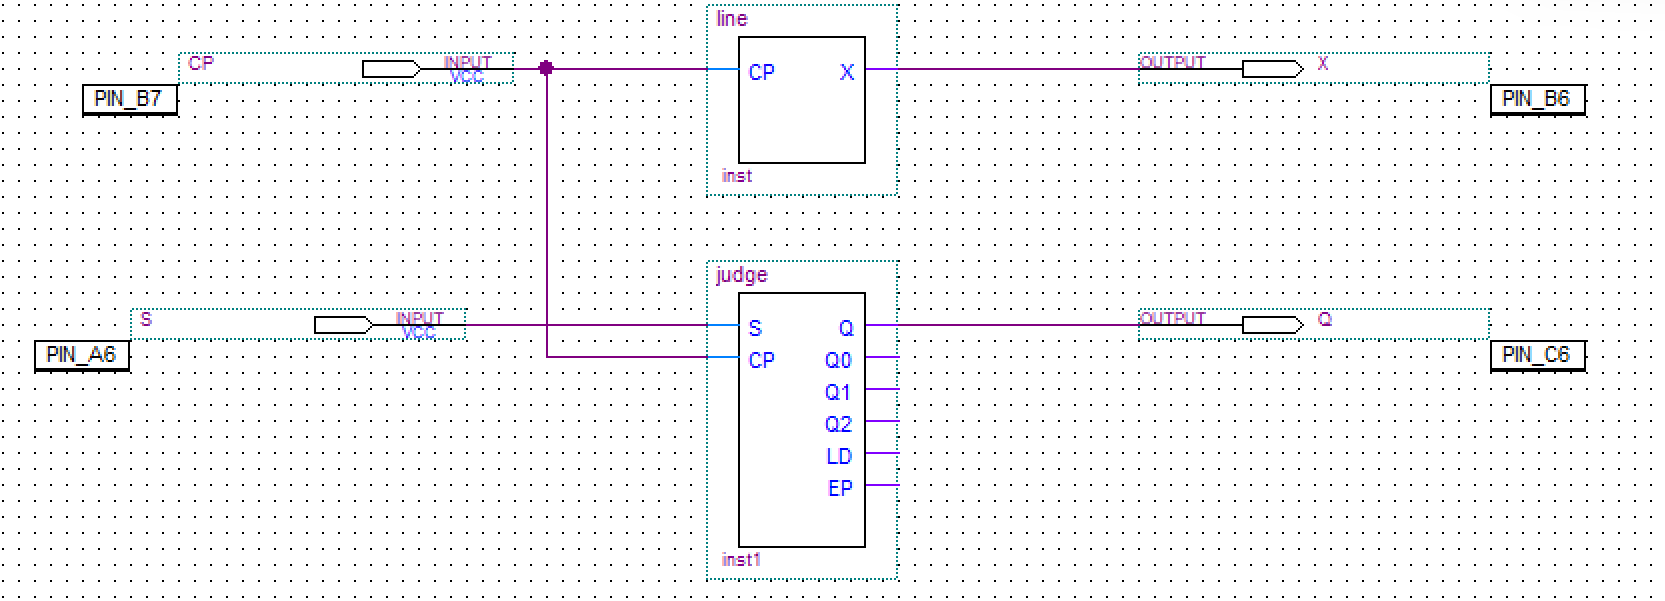 line
CP INPUT VCC
PIN_B7
CP X
OUTPUT X
PIN_B6
inst
judge
S INPUT VCC
PIN_A6
S Q
CP Q0
Q1
Q2
LD
EP
OUTPUT Q
PIN_C6
inst1